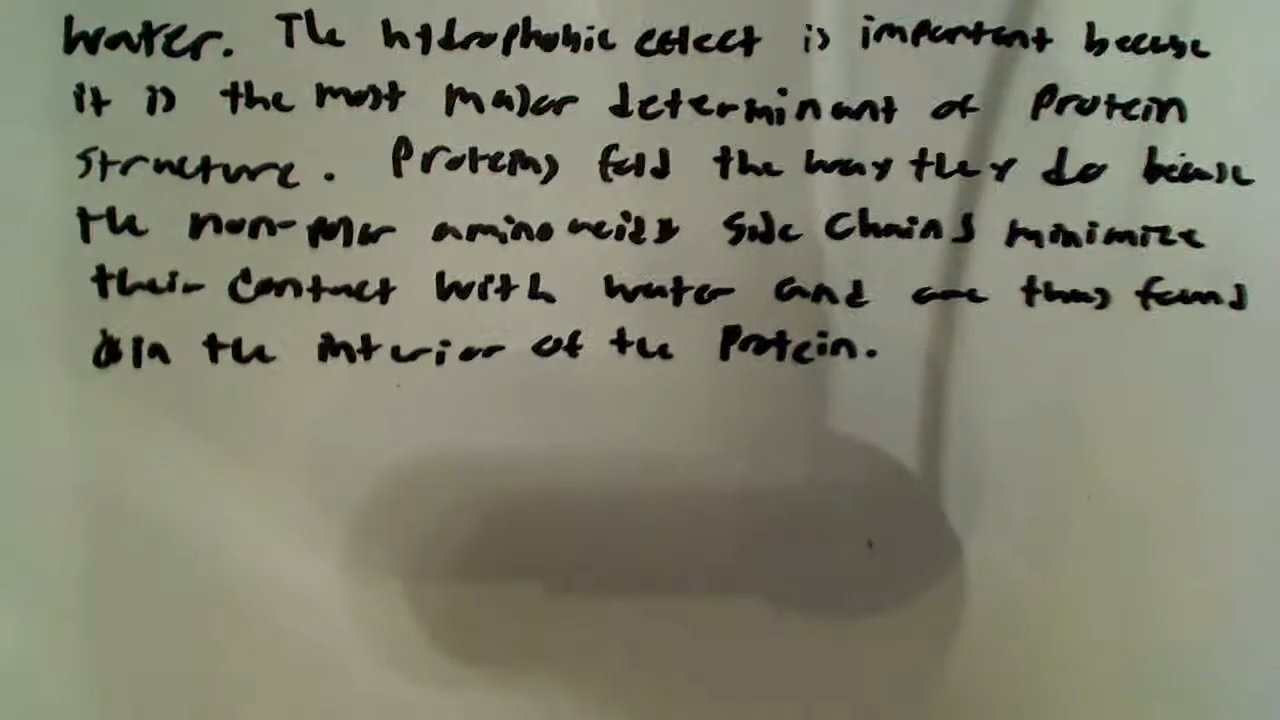 water. The hydrophobic effect is important because
it is the most major determinant of protein
structure. Proteins fold the way they do because
the non-polar amino acids side chains minimize
their contact with water and are thus found
in the interior of the protein.